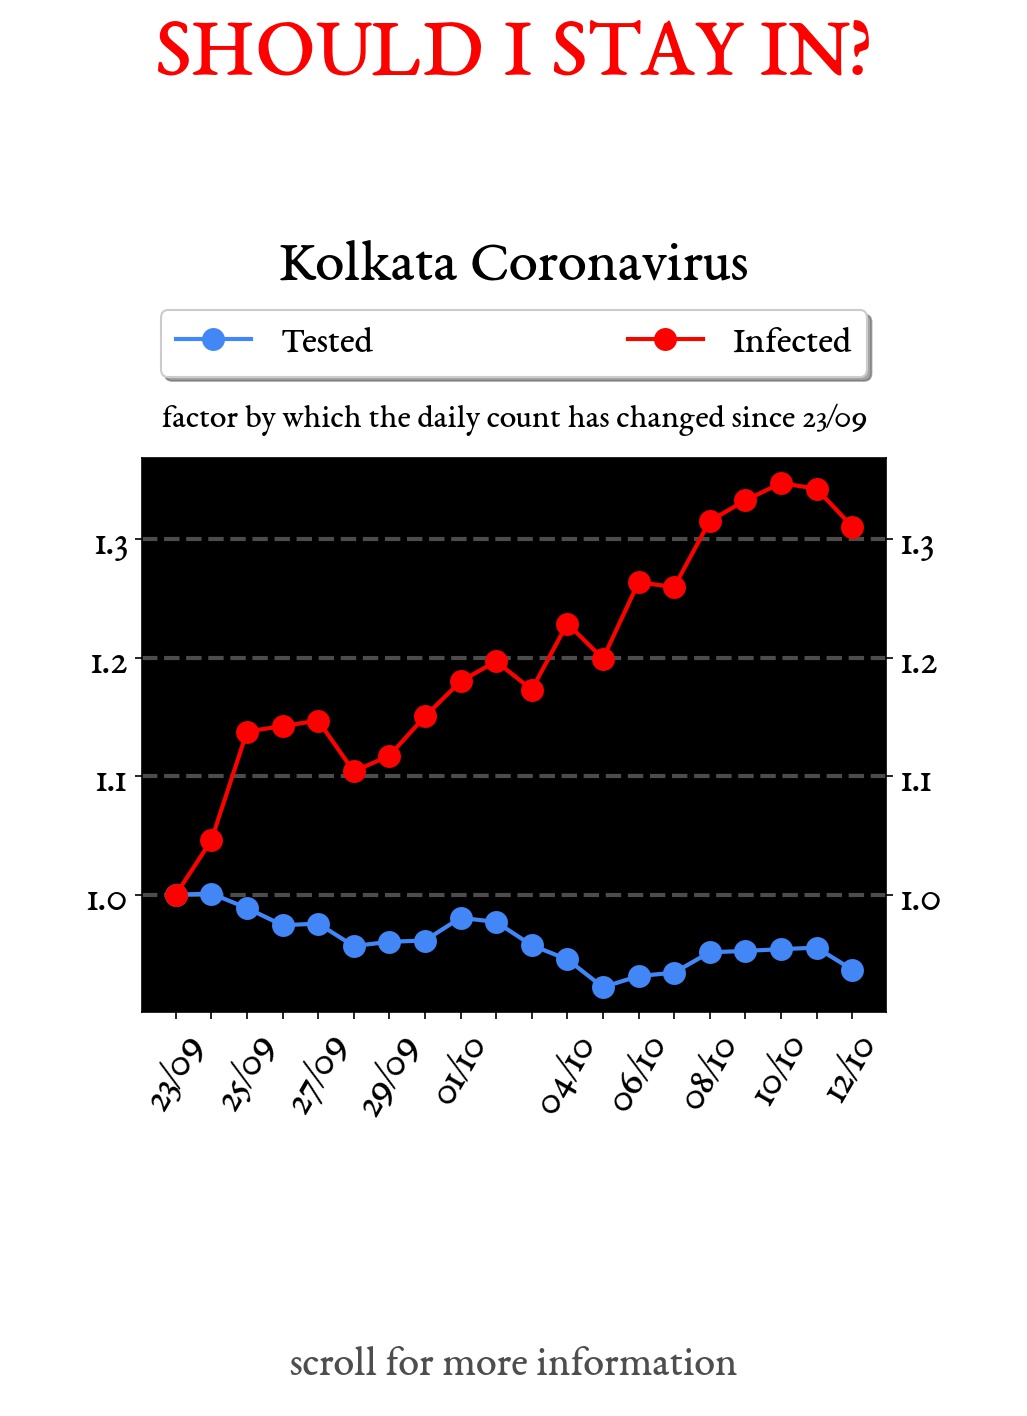 SHOULD I STAY IN?
Kolkata Coronavirus
Tested Infected
factor by which the daily count has changed since 23/09
1.3 1.3
1.2 1.2
1.1 1.1
1.0 1.0
23/09 25/09 27/09 29/09 01/10 04/10 06/10 08/10 10/10 12/10
scroll for more information